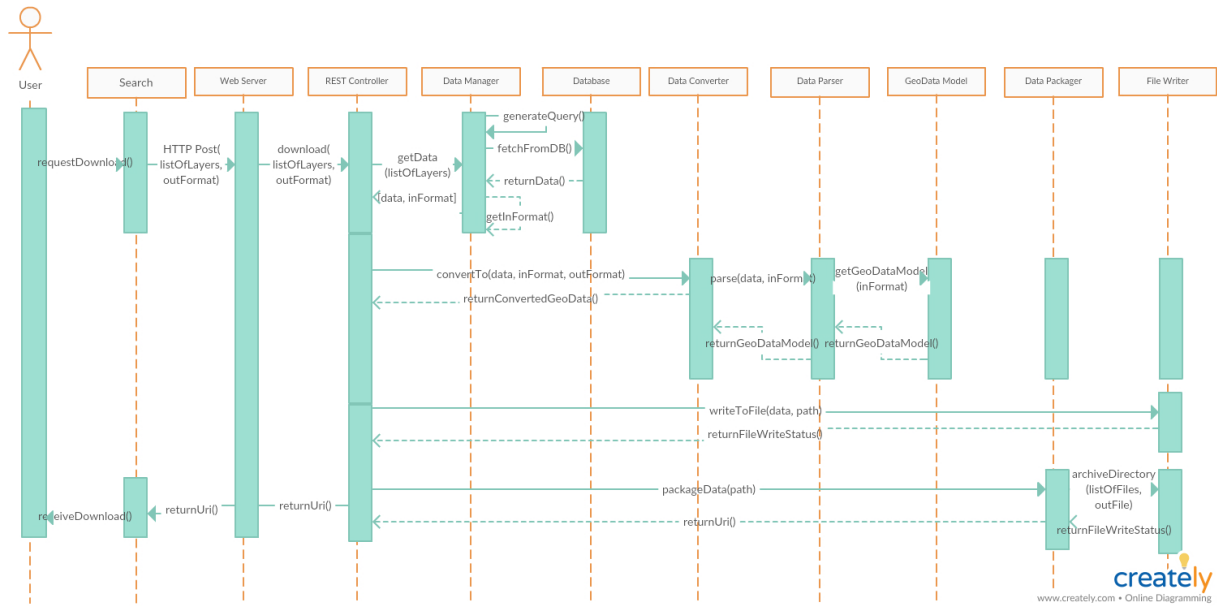 User
Search
Web Server
REST Controller
Data Manager
Database
Data Converter
Data Parser
GeoData Model
Data Packager
File Writer
generateQuery()
requestDownload()
HTTP Post(
listOfLayers,
outFormat)
download(
listOfLayers,
outFormat)
getData
(listOfLayers)
fetchFromDB()
returnData()
[data, inFormat]
getInFormat()
convertTo(data, inFormat, outFormat)
parse(data, inFormat)
getGeoDataModel
(inFormat)
returnConvertedGeoData()
returnGeoDataModel()
returnGeoDataModel()
writeToFile(data, path)
returnFileWriteStatus()
packageData(path)
archiveDirectory
(listOfFiles,
outFile)
returnUri()
returnFileWriteStatus()
returnUri()
returnUri()
receiveDownload()
creately
www.creately.com • Online Diagramming